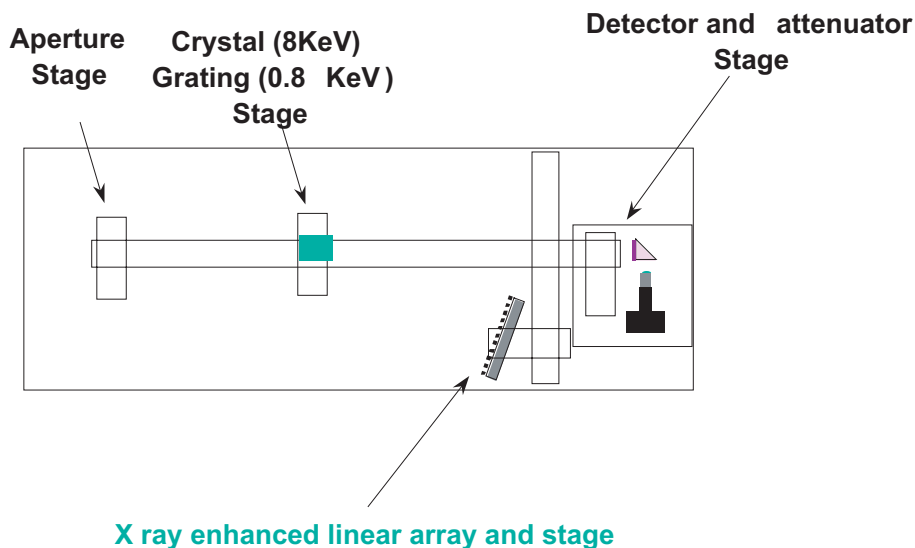 Aperture
Stage
Crystal (8KeV)
Grating (0.8 KeV)
Stage
Detector and attenuator
Stage
X ray enhanced linear array and stage